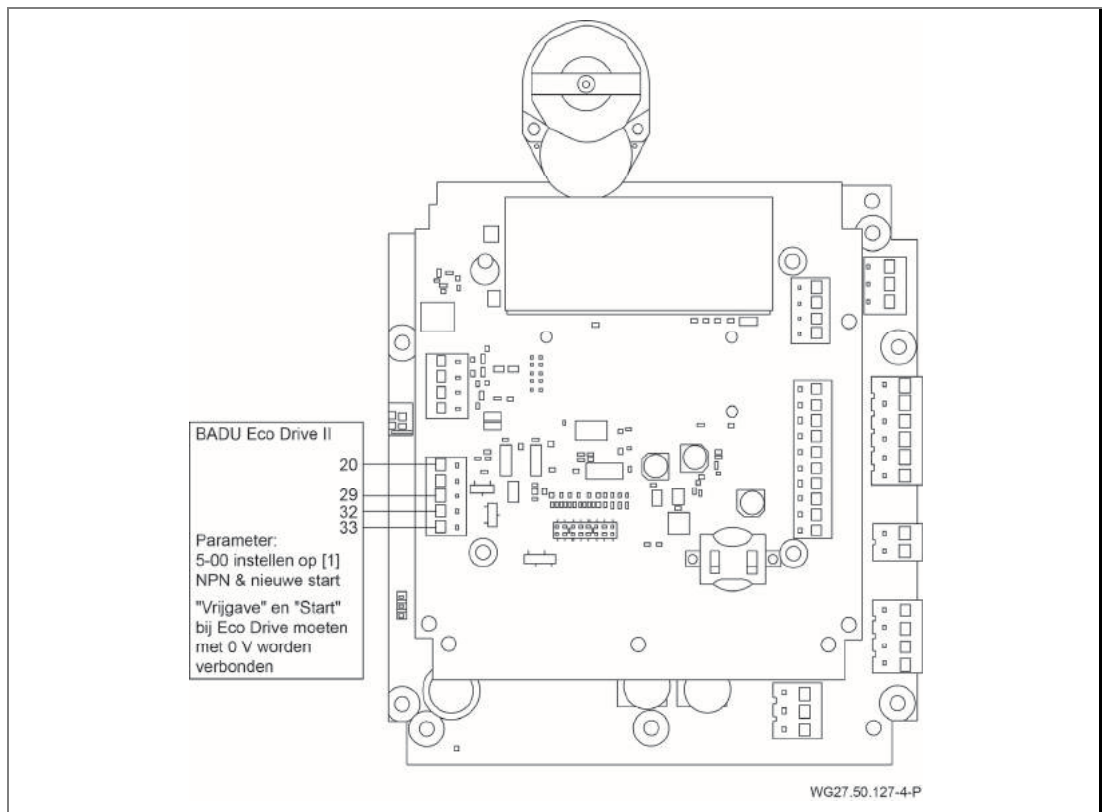 BADU Eco Drive II
20
29
32
33
Parameter:
5-00 instellen op [1]
NPN & nieuwe start
"Vrijgave" en "Start"
bij Eco Drive moeten
met 0 V worden
verbonden
WG27.50.127-4-P